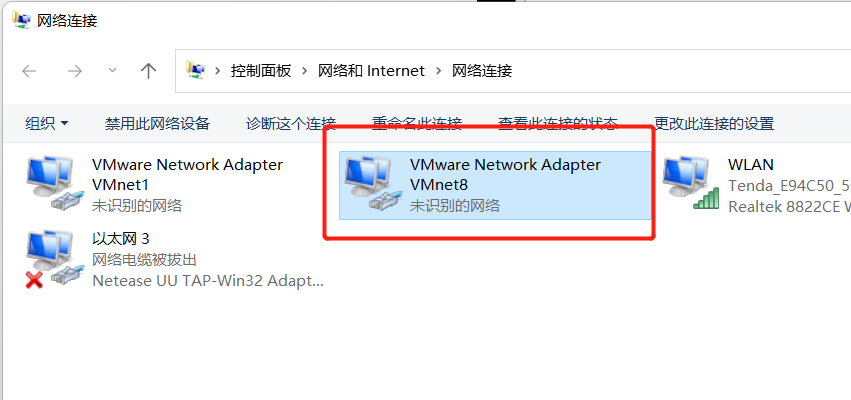 网络连接
控制面板 › 网络和 Internet › 网络连接
组织 禁用此网络设备 诊断这个连接 重命名此连接 查看此连接的状态 更改此连接的设置
VMware Network Adapter
VMnet1
未识别的网络
VMware Network Adapter
VMnet8
未识别的网络
WLAN
Tenda_E94C50_5
Realtek 8822CE W
以太网 3
网络电缆被拔出
Netease UU TAP-Win32 Adapt...